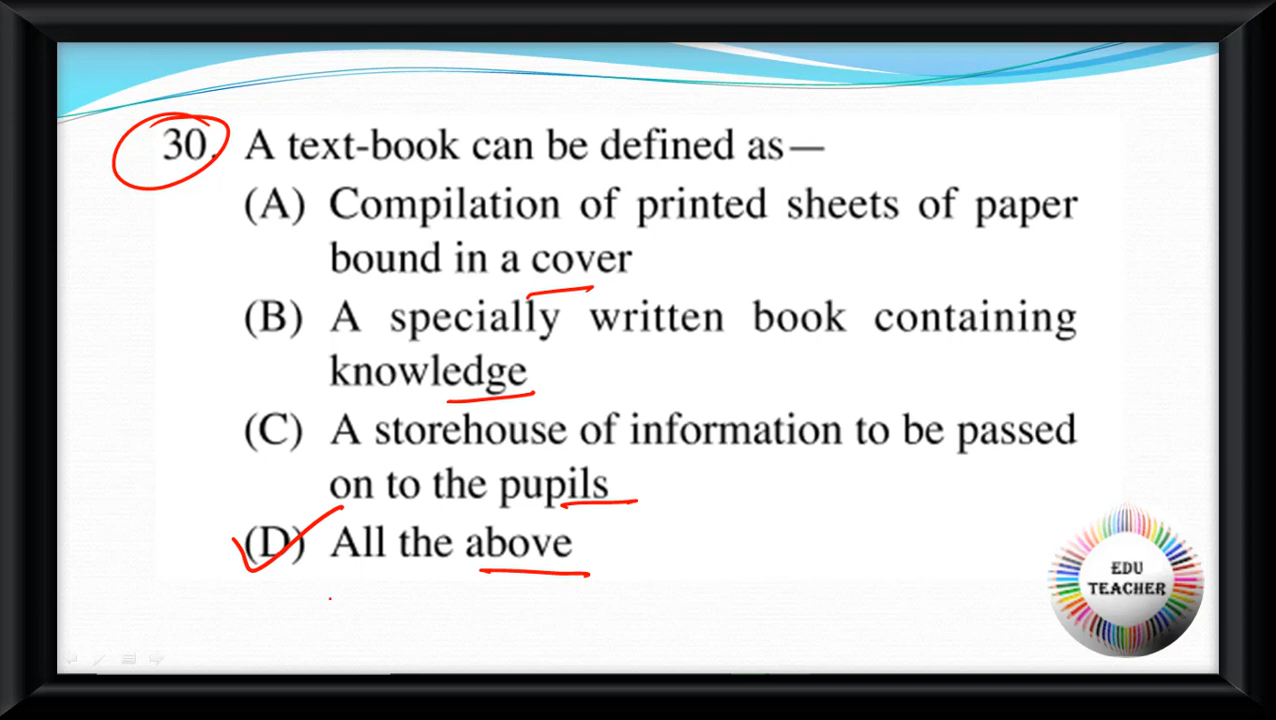 30. A text-book can be defined as—
(A) Compilation of printed sheets of paper
bound in a cover
(B) A specially written book containing
knowledge
(C) A storehouse of information to be passed
on to the pupils
(D) All the above
EDU
TEACHER